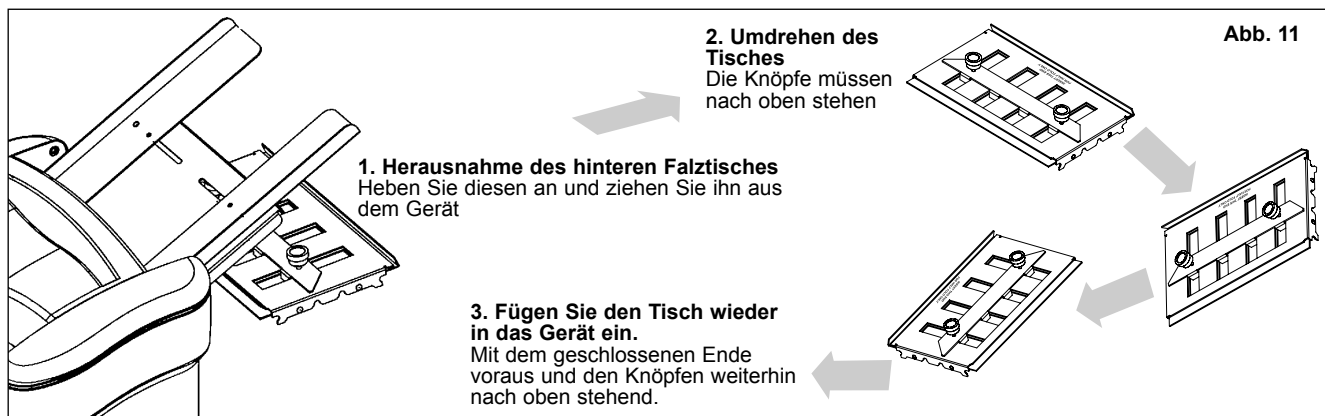 Abb. 11
2. Umdrehen des
Tisches
Die Knöpfe müssen
nach oben stehen
1. Herausnahme des hinteren Falztisches
Heben Sie diesen an und ziehen Sie ihn aus
dem Gerät
3. Fügen Sie den Tisch wieder
in das Gerät ein.
Mit dem geschlossenen Ende
voraus und den Knöpfen weiterhin
nach oben stehend.